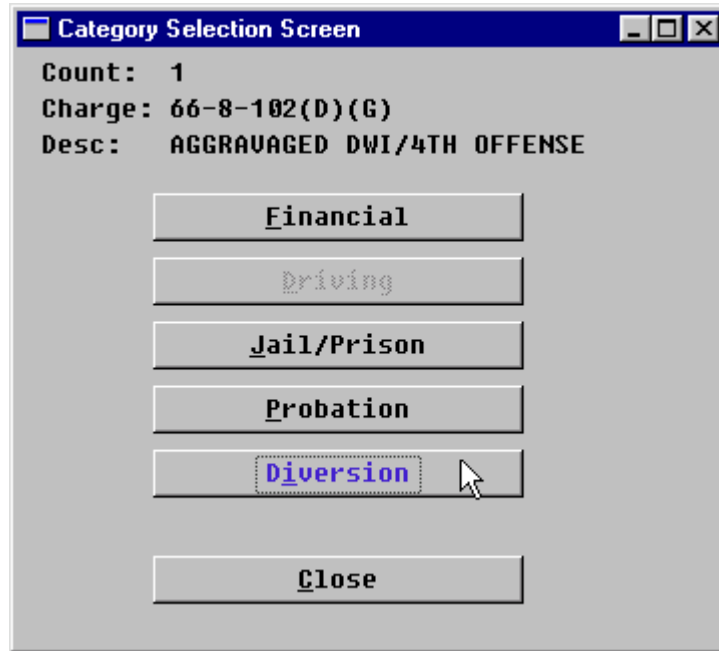 Category Selection Screen
Count: 1
Charge: 66-8-102(D)(G)
Desc: AGGRAVAGED DWI/4TH OFFENSE
Financial
Driving
Jail/Prison
Probation
Diversion
Close